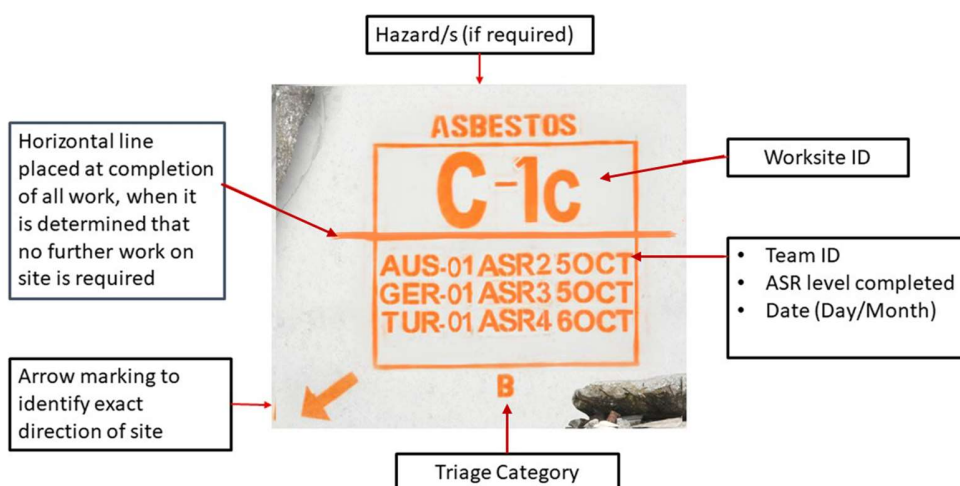 Hazard/s (if required)
Horizontal line
placed at completion
of all work, when it
is determined that
no further work on
site is required
ASBESTOS
C-1c
Worksite ID
AUS-01 ASR2 5OCT
GER-01 ASR3 5OCT
TUR-01 ASR4 6OCT
• Team ID
• ASR level completed
• Date (Day/Month)
Arrow marking to
identify exact
direction of site
B
Triage Category